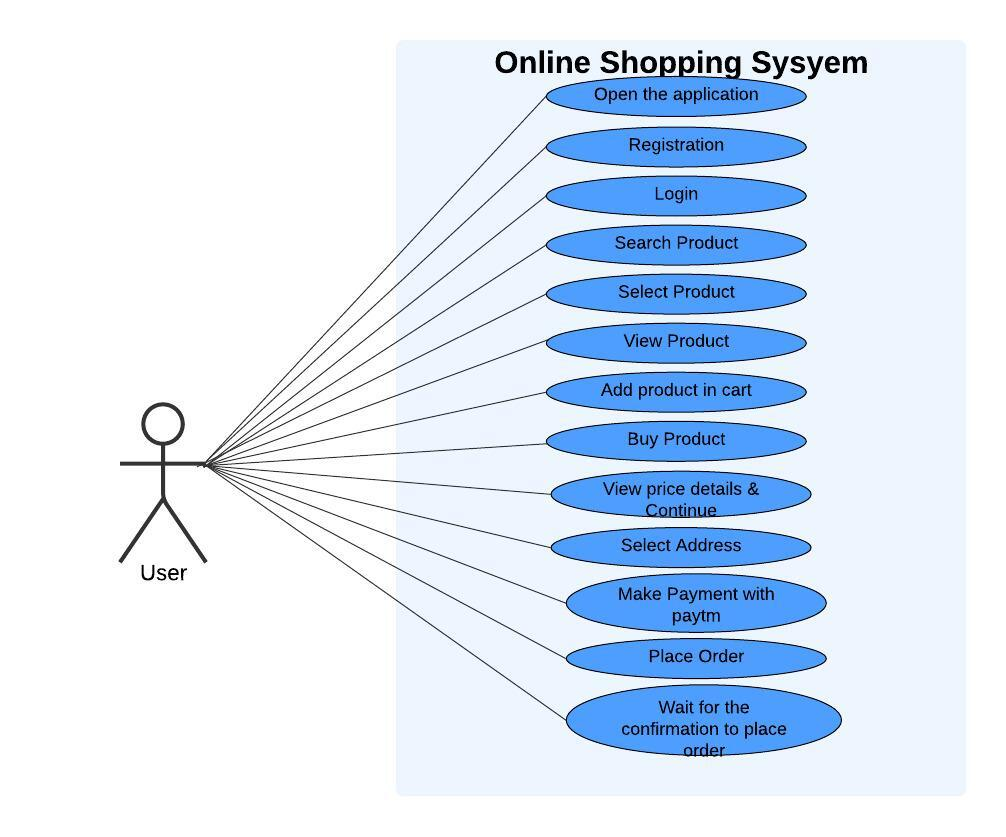 Online Shopping Sysyem
Open the application
Registration
Login
Search Product
Select Product
View Product
Add product in cart
Buy Product
View price details &
Continue
Select Address
Make Payment with
paytm
Place Order
Wait for the
confirmation to place
order
User